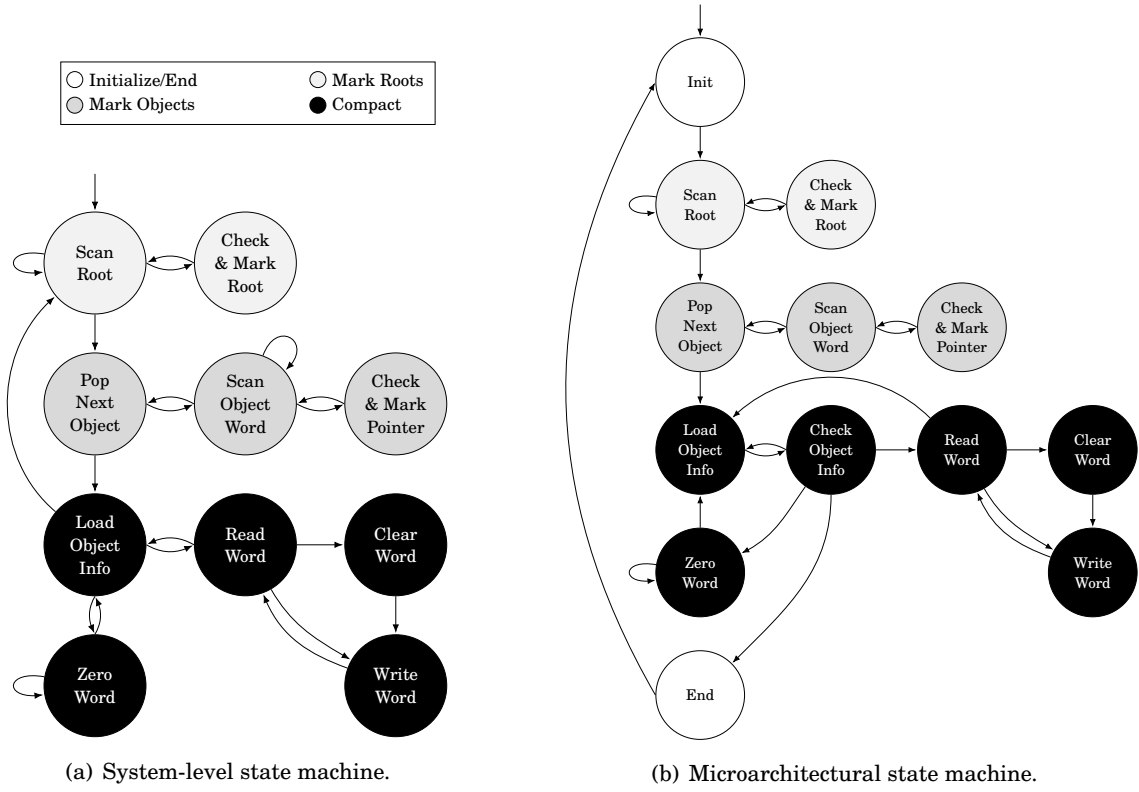 Initialize/End
Mark Roots
Mark Objects
Compact
Scan
Root
Check
& Mark
Root
Pop
Next
Object
Scan
Object
Word
Check
& Mark
Pointer
Load
Object
Info
Read
Word
Clear
Word
Zero
Word
Write
Word
(a) System-level state machine.
Init
Scan
Root
Check
& Mark
Root
Pop
Next
Object
Scan
Object
Word
Check
& Mark
Pointer
Load
Object
Info
Check
Object
Info
Read
Word
Clear
Word
Zero
Word
Write
Word
End
(b) Microarchitectural state machine.